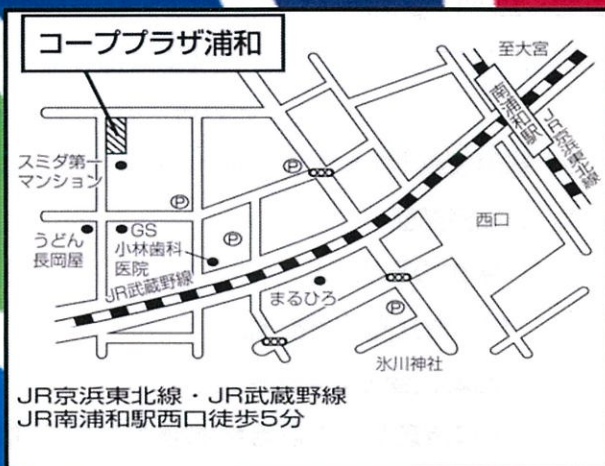 コーププラザ浦和
至大宮
南浦和駅
JR京浜東北線
スミダ第一
マンション
P
P
P
西口
うどん
長岡屋
GS
小林歯科
医院
JR武蔵野線
まるひろ
P
氷川神社
JR京浜東北線・JR武蔵野線
JR南浦和駅西口徒歩5分